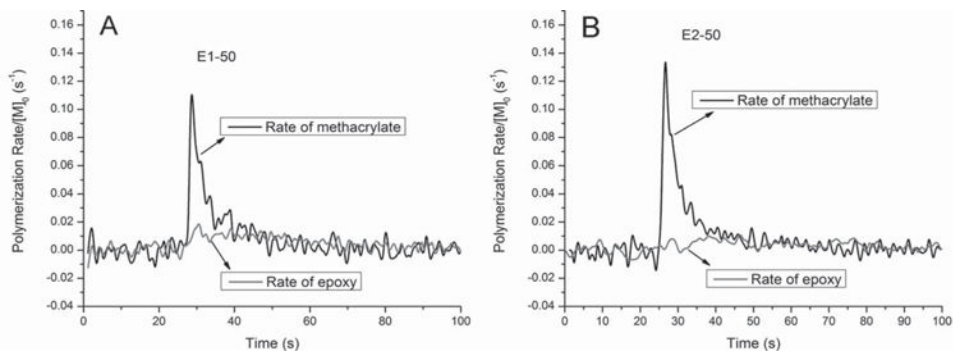 A
E1-50
Polymerization Rate/[M]₀ (s⁻¹)
0.16
0.14
0.12
0.10
0.08
0.06
0.04
0.02
0.00
-0.02
-0.04
Rate of methacrylate
Rate of epoxy
0 20 40 60 80 100
Time (s)
B
E2-50
Polymerization Rate/[M]₀ (s⁻¹)
0.16
0.14
0.12
0.10
0.08
0.06
0.04
0.02
0.00
-0.02
-0.04
Rate of methacrylate
Rate of epoxy
0 10 20 30 40 50 60 70 80 90 100
Time (s)